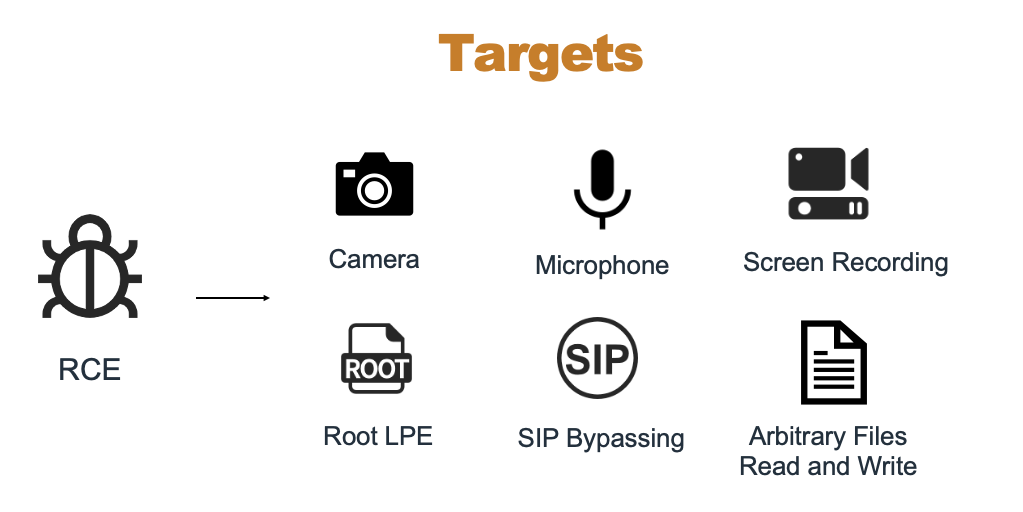 Targets
Camera
Microphone
Screen Recording
RCE
ROOT
SIP
Root LPE
SIP Bypassing
Arbitrary Files
Read and Write